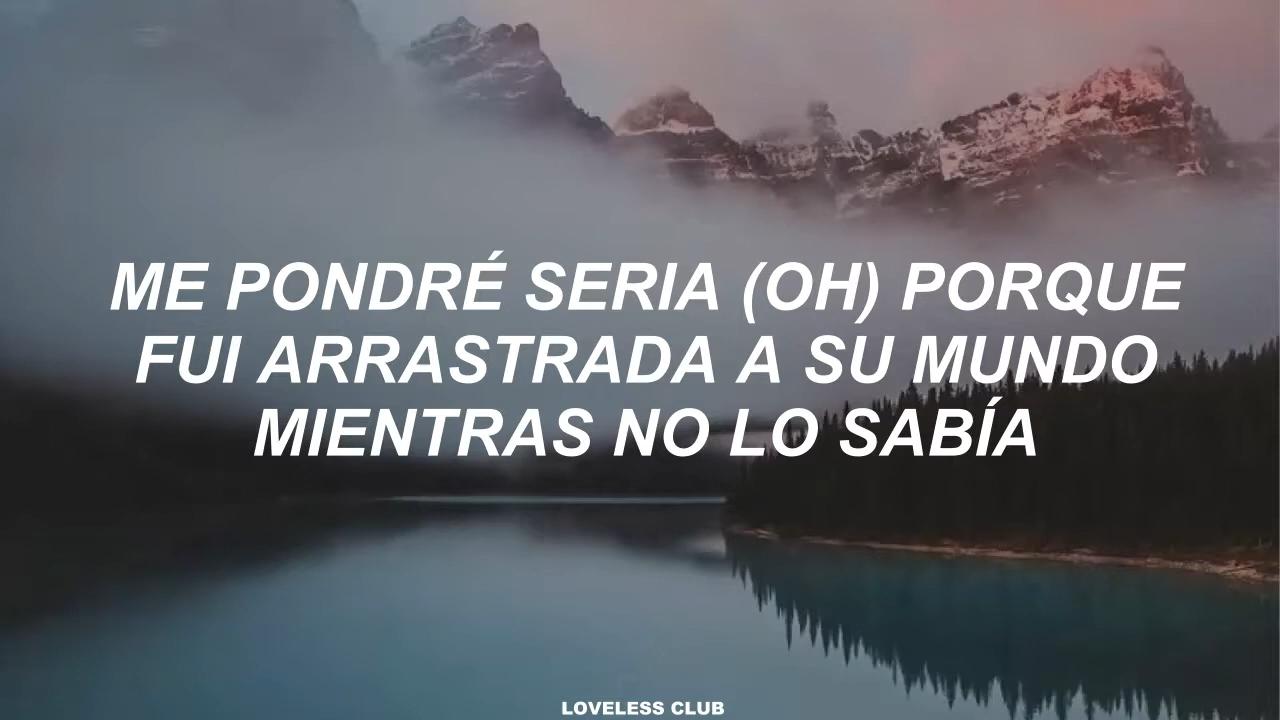 ME PONDRÉ SERIA (OH) PORQUE
FUI ARRASTRADA A SU MUNDO
MIENTRAS NO LO SABÍA
LOVELESS CLUB